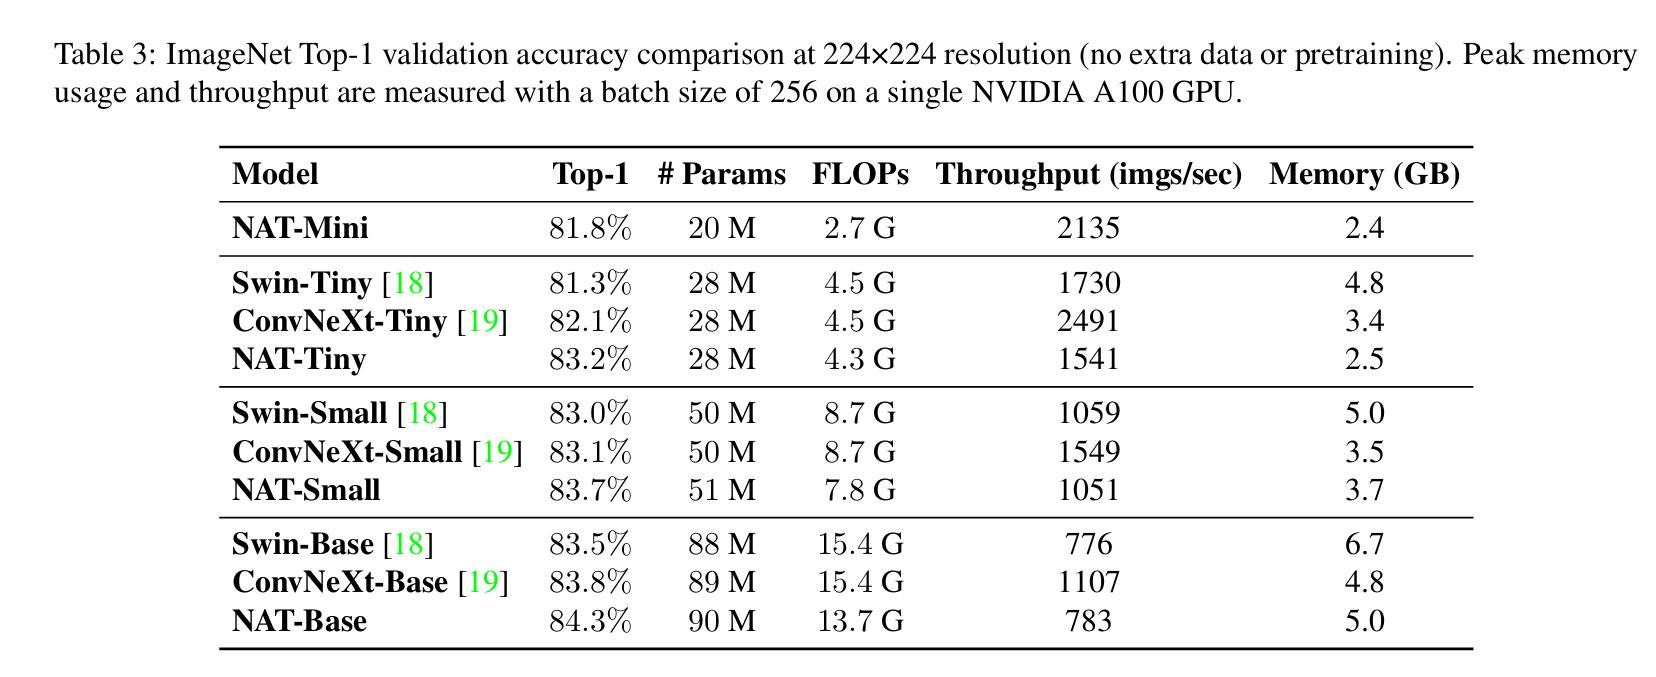 Table 3: ImageNet Top-1 validation accuracy comparison at 224×224 resolution (no extra data or pretraining). Peak memory
usage and throughput are measured with a batch size of 256 on a single NVIDIA A100 GPU.
Model Top-1 # Params FLOPs Throughput (imgs/sec) Memory (GB)
NAT-Mini 81.8% 20 M 2.7 G 2135 2.4
Swin-Tiny [18] 81.3% 28 M 4.5 G 1730 4.8
ConvNeXt-Tiny [19] 82.1% 28 M 4.5 G 2491 3.4
NAT-Tiny 83.2% 28 M 4.3 G 1541 2.5
Swin-Small [18] 83.0% 50 M 8.7 G 1059 5.0
ConvNeXt-Small [19] 83.1% 50 M 8.7 G 1549 3.5
NAT-Small 83.7% 51 M 7.8 G 1051 3.7
Swin-Base [18] 83.5% 88 M 15.4 G 776 6.7
ConvNeXt-Base [19] 83.8% 89 M 15.4 G 1107 4.8
NAT-Base 84.3% 90 M 13.7 G 783 5.0